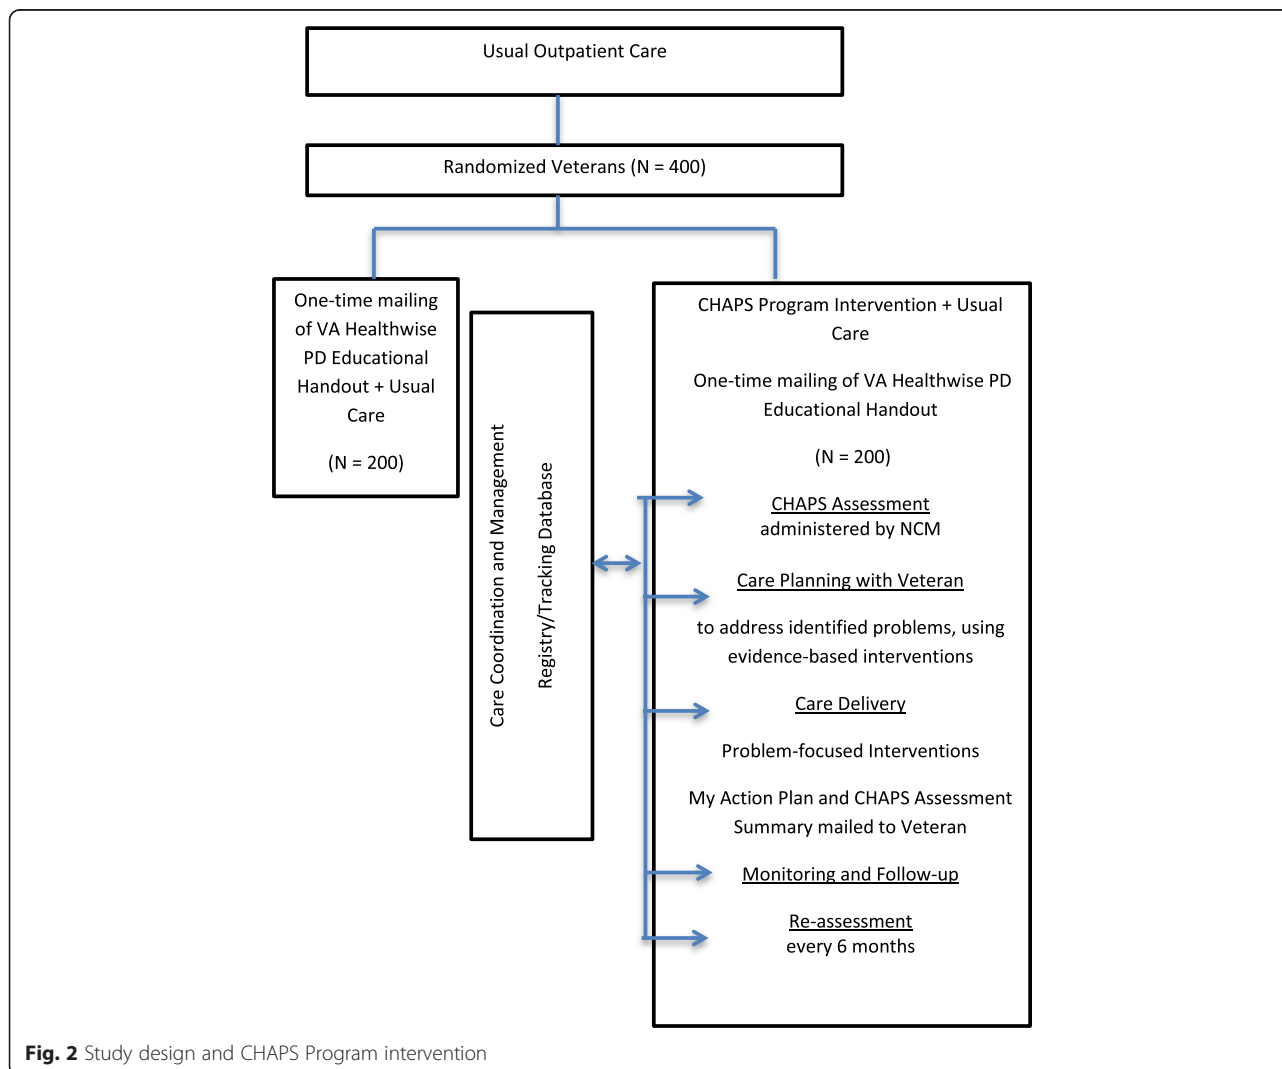 Usual Outpatient Care
Randomized Veterans (N = 400)
One-time mailing
of VA Healthwise
PD Educational
Handout + Usual
Care
(N = 200)
Care Coordination and Management
Registry/Tracking Database
CHAPS Program Intervention + Usual
Care
One-time mailing of VA Healthwise PD
Educational Handout
(N = 200)
CHAPS Assessment
administered by NCM
Care Planning with Veteran
to address identified problems, using
evidence-based interventions
Care Delivery
Problem-focused Interventions
My Action Plan and CHAPS Assessment
Summary mailed to Veteran
Monitoring and Follow-up
Re-assessment
every 6 months
Fig. 2 Study design and CHAPS Program intervention